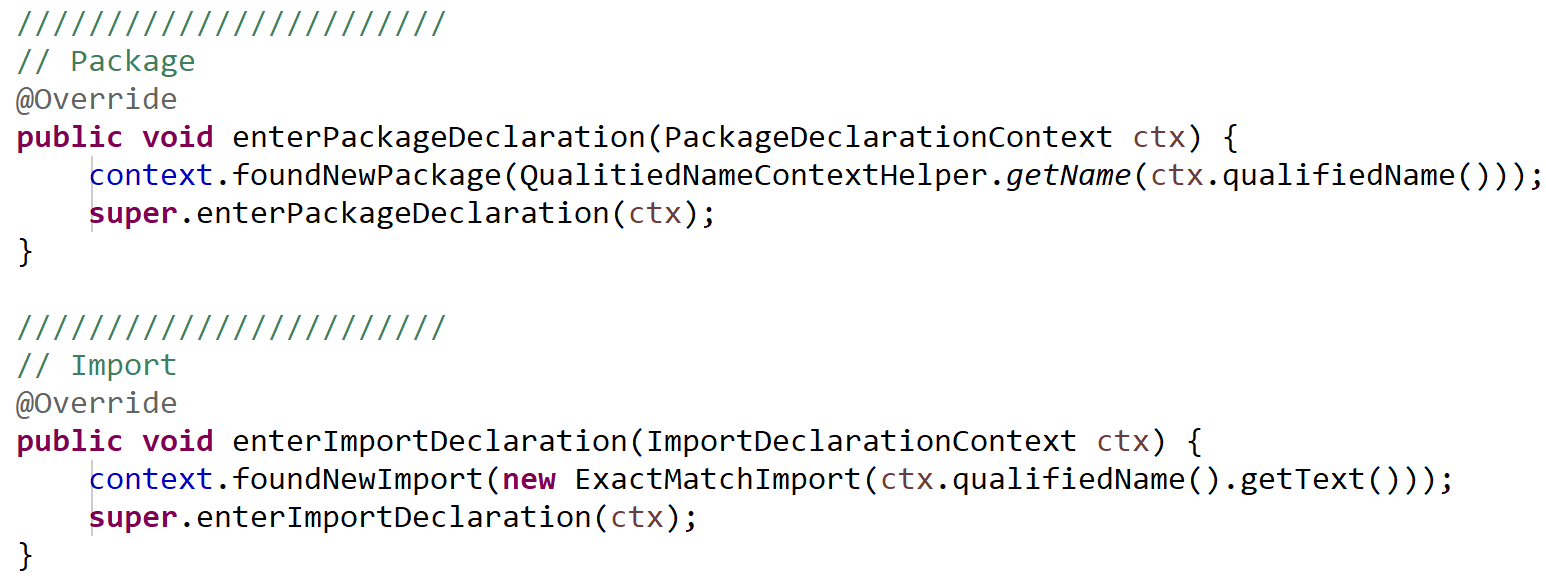 ////////////////////////
// Package
@Override
public void enterPackageDeclaration(PackageDeclarationContext ctx) {
    context.foundNewPackage(QualitiedNameContextHelper.getName(ctx.qualifiedName()));
    super.enterPackageDeclaration(ctx);
}

////////////////////////
// Import
@Override
public void enterImportDeclaration(ImportDeclarationContext ctx) {
    context.foundNewImport(new ExactMatchImport(ctx.qualifiedName().getText()));
    super.enterImportDeclaration(ctx);
}